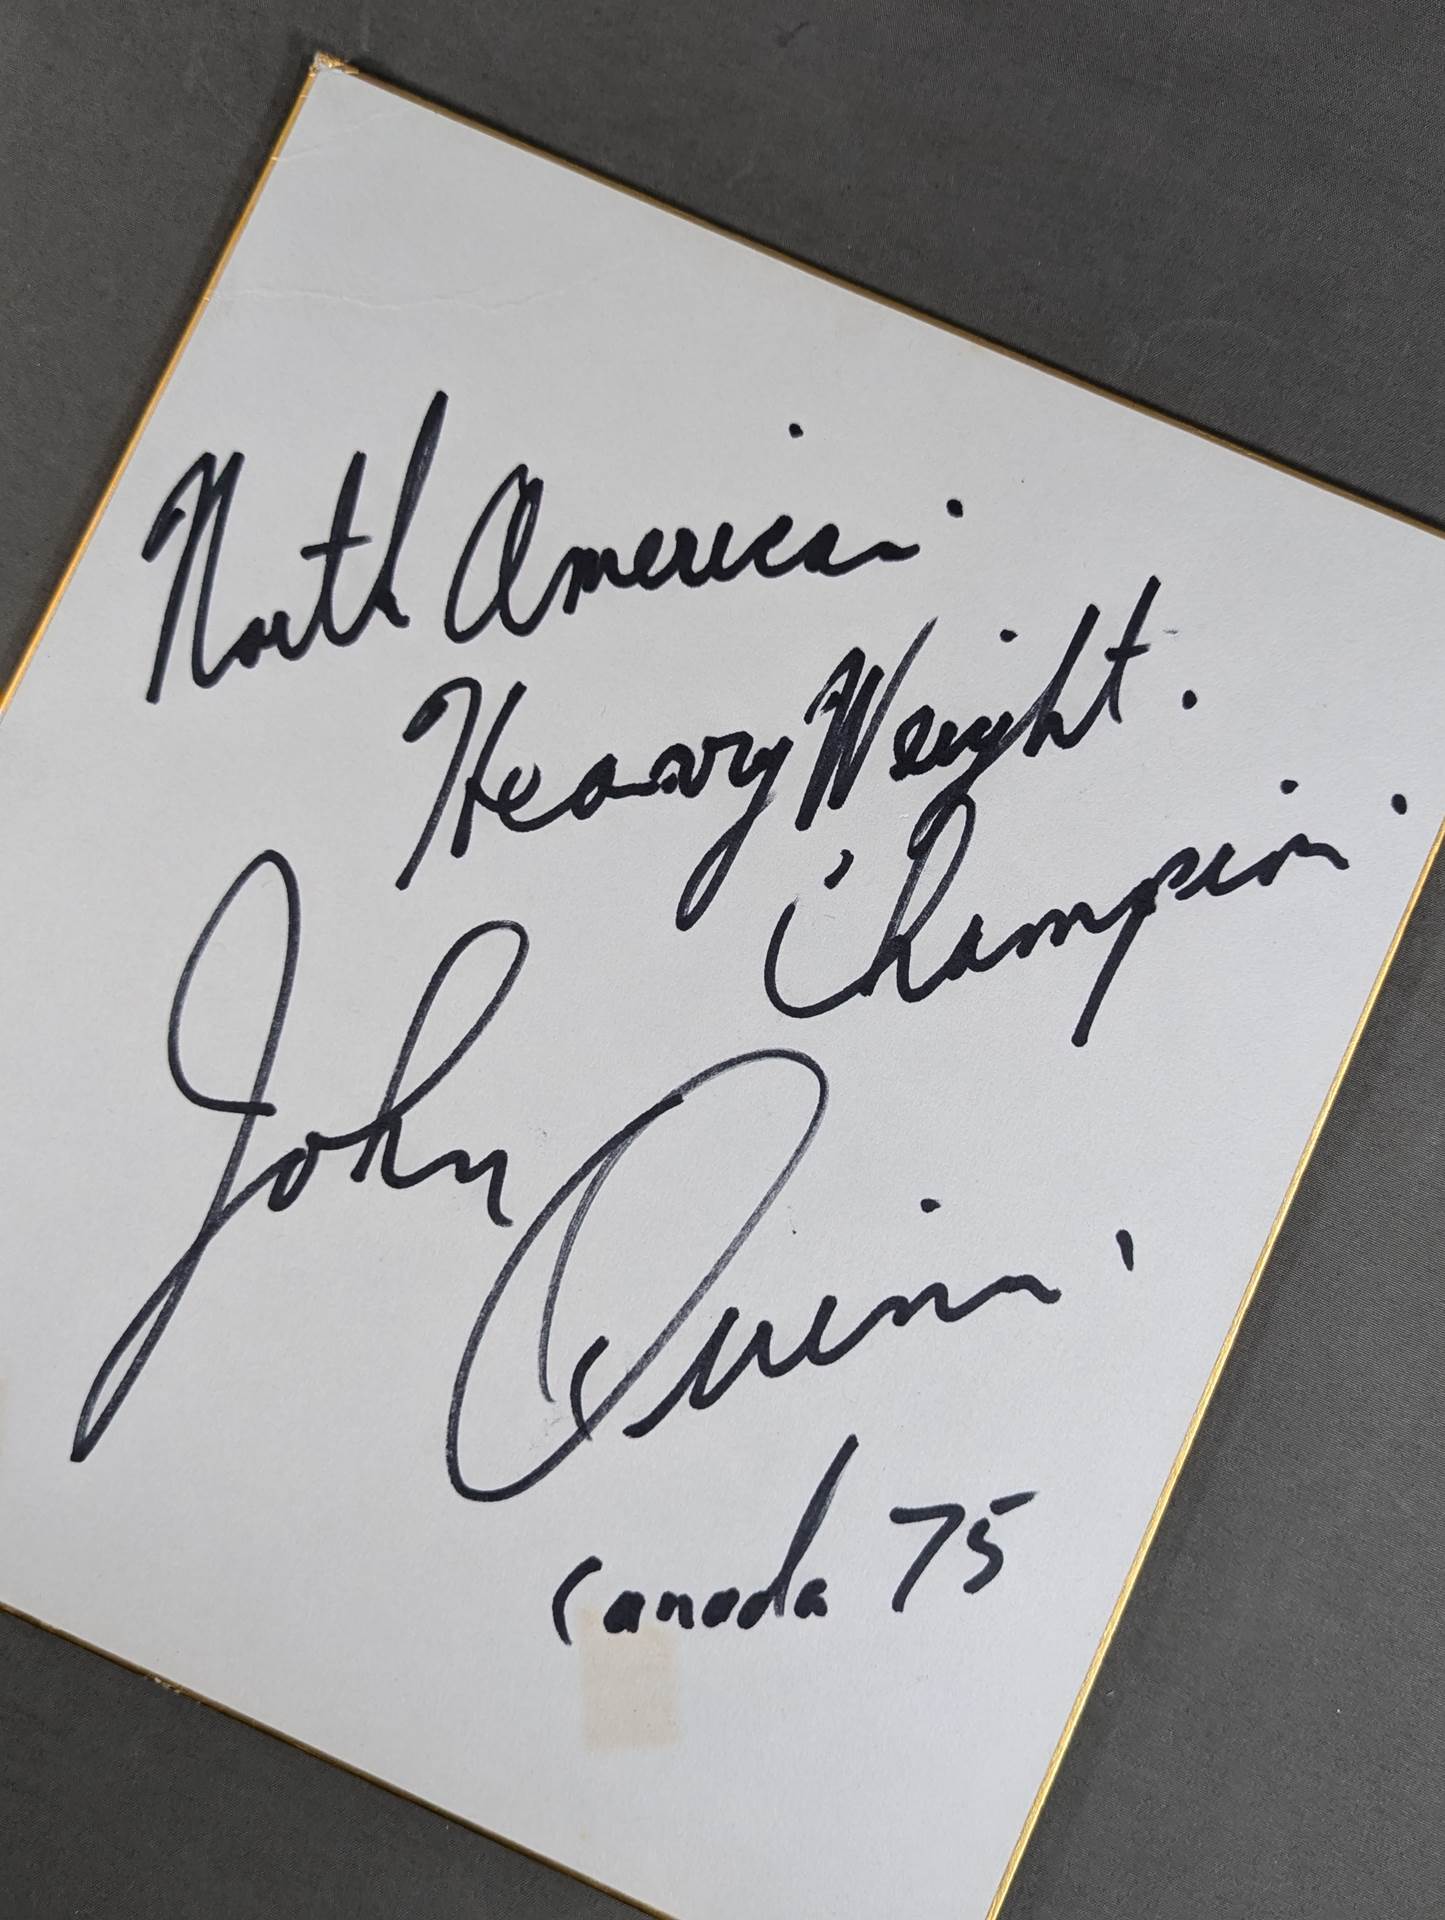 North American.
Heavy Weight.
Champion.
John Quinn
Canada 75